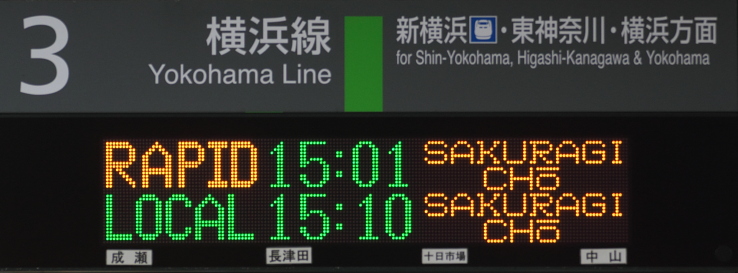 3
横浜線
Yokohama Line
新横浜・東神奈川・横浜方面
for Shin-Yokohama, Higashi-Kanagawa & Yokohama
RAPID 15:01 SAKURAGI
CHō
LOCAL 15:10 SAKURAGI
CHō
成瀬 長津田 十日市場 中山